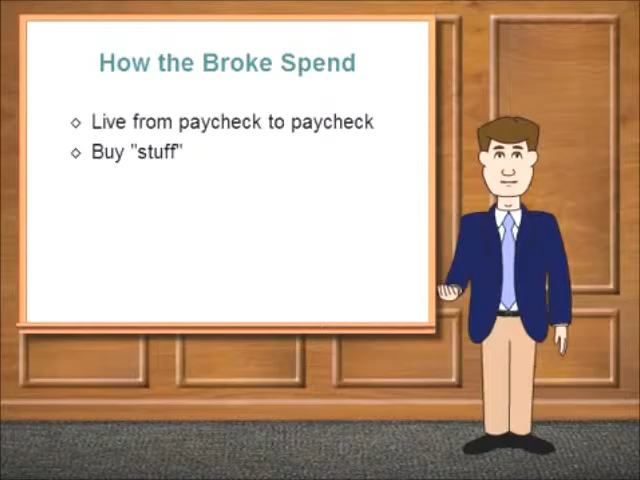 How the Broke Spend
Live from paycheck to paycheck
Buy "stuff"